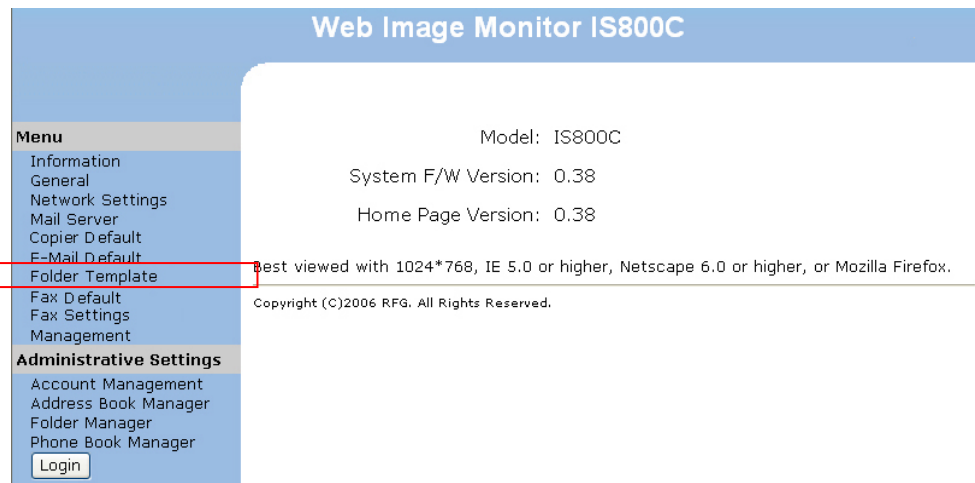 Web Image Monitor IS800C
Menu
Information
General
Network Settings
Mail Server
Copier Default
E-Mail Default
Folder Template
Fax Default
Fax Settings
Management
Administrative Settings
Account Management
Address Book Manager
Folder Manager
Phone Book Manager
Login
Model: IS800C
System F/W Version: 0.38
Home Page Version: 0.38
Best viewed with 1024*768, IE 5.0 or higher, Netscape 6.0 or higher, or Mozilla Firefox.
Copyright (C)2006 RFG. All Rights Reserved.